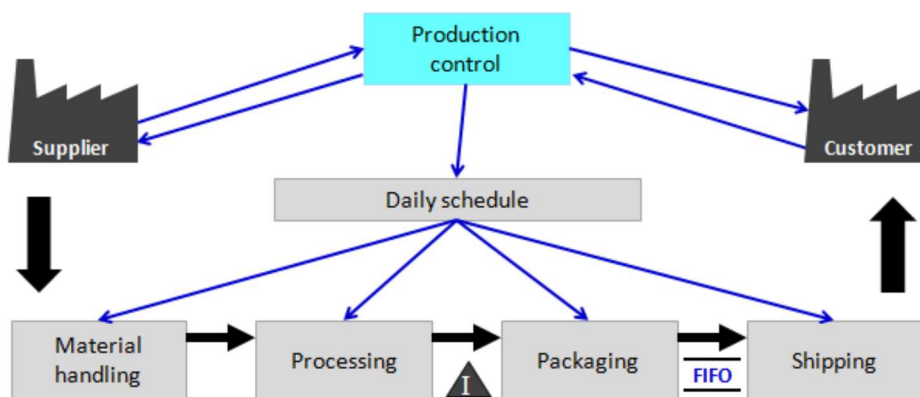 Production
control
Supplier
Customer
Daily schedule
Material
handling
Processing
I
Packaging
FIFO
Shipping